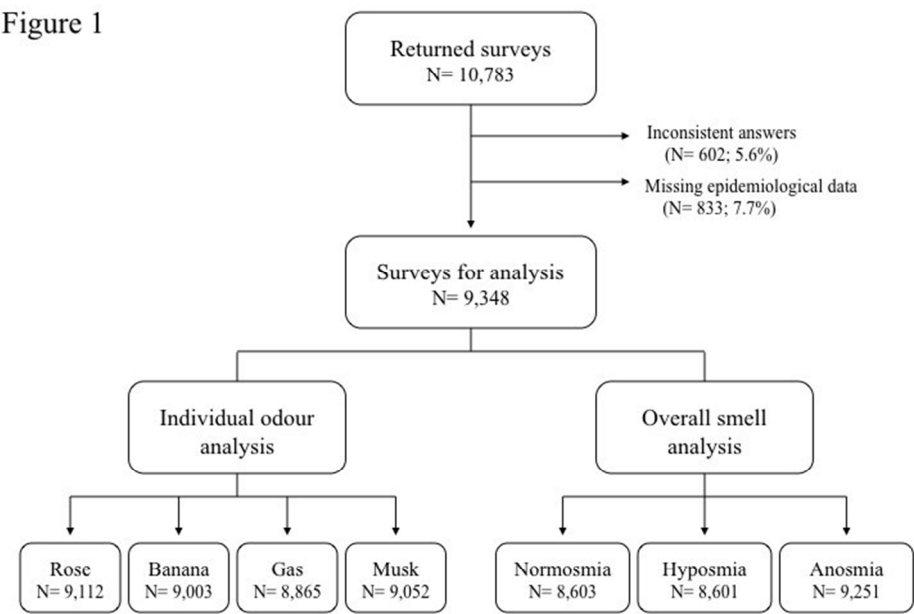 Figure 1
Returned surveys
N= 10,783
Inconsistent answers
(N= 602; 5.6%)
Missing epidemiological data
(N= 833; 7.7%)
Surveys for analysis
N= 9,348
Individual odour
analysis
Overall smell
analysis
Rose
N= 9,112
Banana
N= 9,003
Gas
N= 8,865
Musk
N= 9,052
Normosmia
N= 8,603
Hyposmia
N= 8,601
Anosmia
N= 9,251